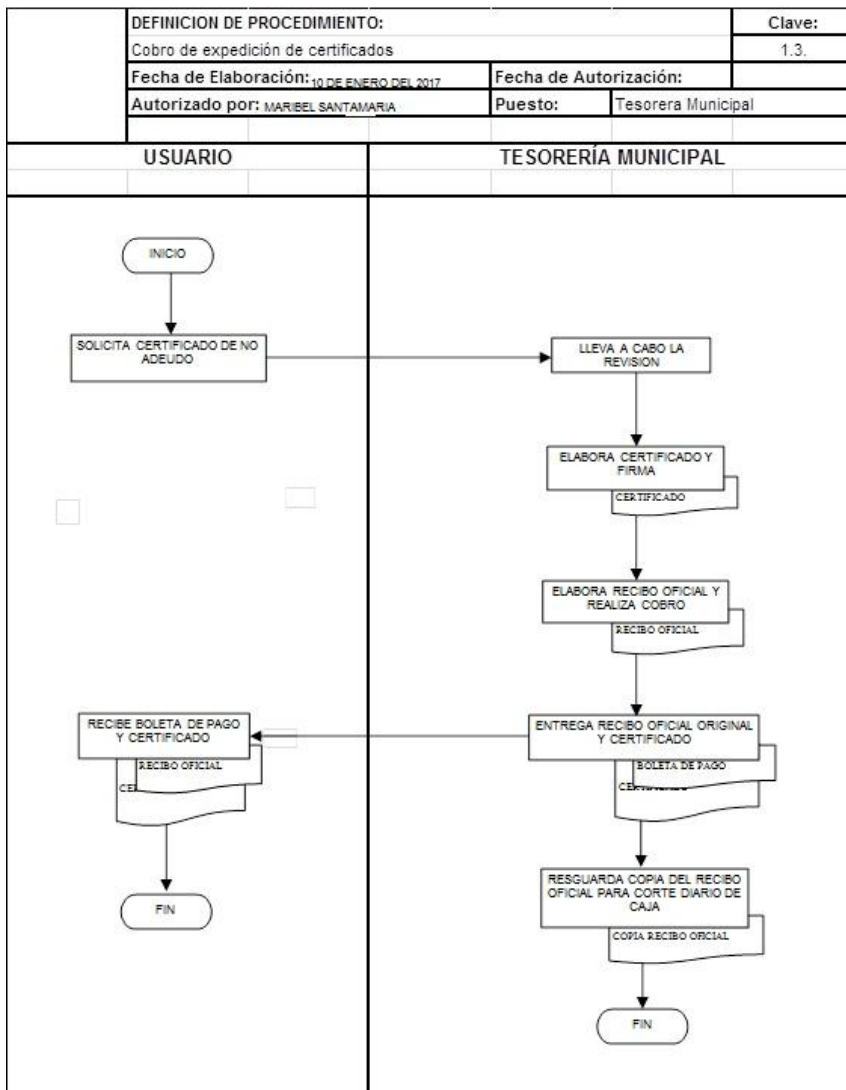 DEFINICION DE PROCEDIMIENTO:
Clave:
Cobro de expedición de certificados
1.3.
Fecha de Elaboración: 10 DE ENERO DEL 2017
Fecha de Autorización:
Autorizado por: MARIBEL SANTAMARIA
Puesto:
Tesorera Municipal
USUARIO
TESORERÍA MUNICIPAL
INICIO
SOLICITA CERTIFICADO DE NO
ADEUDO
LLEVA A CABO LA
REVISION
ELABORA CERTIFICADO Y
FIRMA
CERTIFICADO
ELABORA RECIBO OFICIAL Y
REALIZA COBRO
RECIBO OFICIAL
ENTREGA RECIBO OFICIAL ORIGINAL
Y CERTIFICADO
BOLETA DE PAGO
RECIBE BOLETA DE PAGO
Y CERTIFICADO
RECIBO OFICIAL
RESGUARDA COPIA DEL RECIBO
OFICIAL PARA CORTE DIARIO DE
CAJA
COPIA RECIBO OFICIAL
FIN
FIN